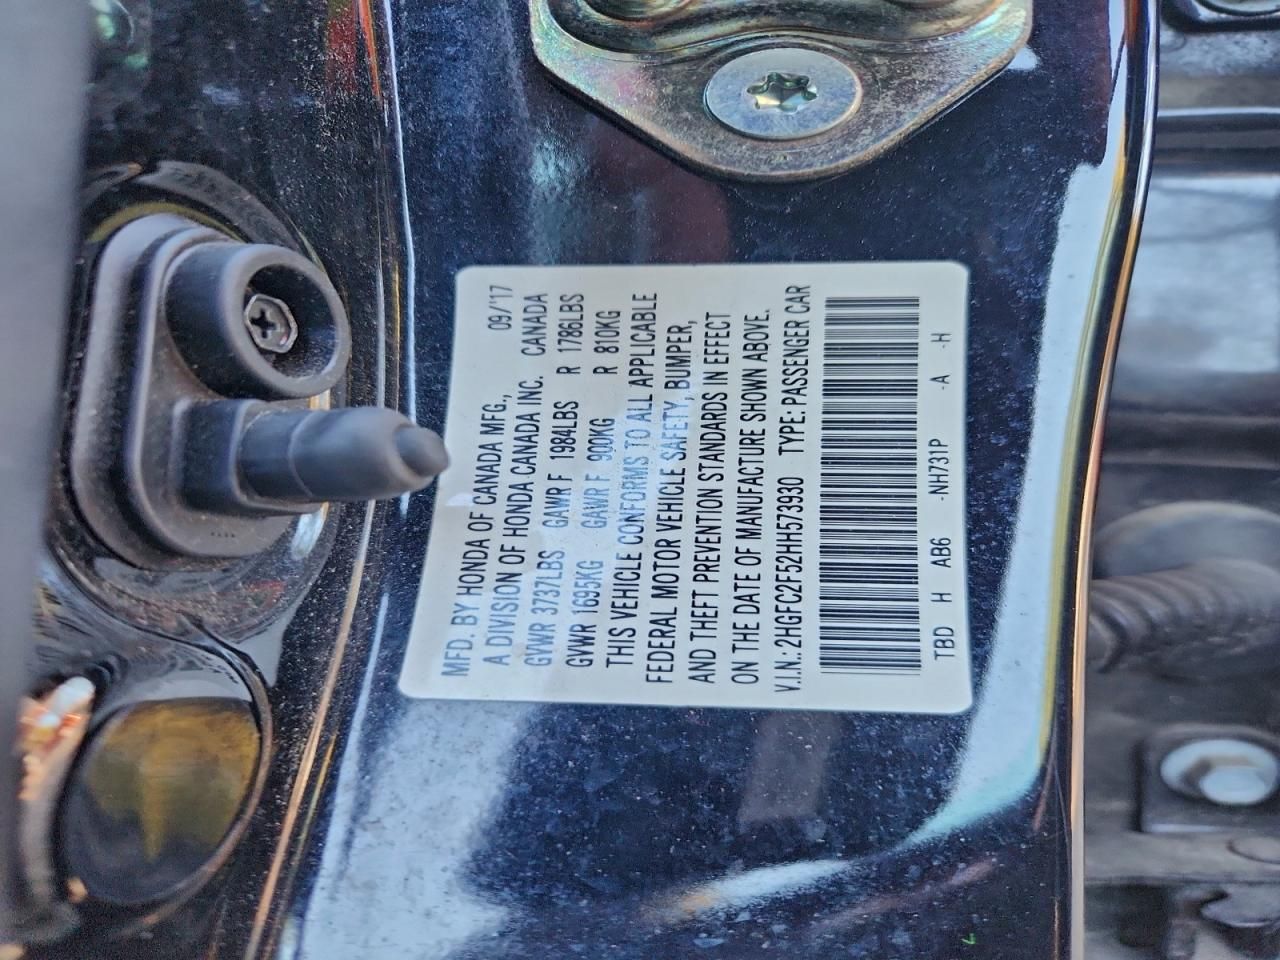 MFD. BY HONDA OF CANADA MFG., 09/'17
A DIVISION OF HONDA CANADA INC. CANADA
GVWR 3737LBS GAWR F 1984LBS R 1786LBS
GVWR 1695KG GAWR F 900KG R 810KG
THIS VEHICLE CONFORMS TO ALL APPLICABLE
FEDERAL MOTOR VEHICLE SAFETY, BUMPER,
AND THEFT PREVENTION STANDARDS IN EFFECT
ON THE DATE OF MANUFACTURE SHOWN ABOVE.
V.I.N.:2HGFC2F52HH573930 TYPE: PASSENGER CAR
TBD H AB6 -NH731P -A -H